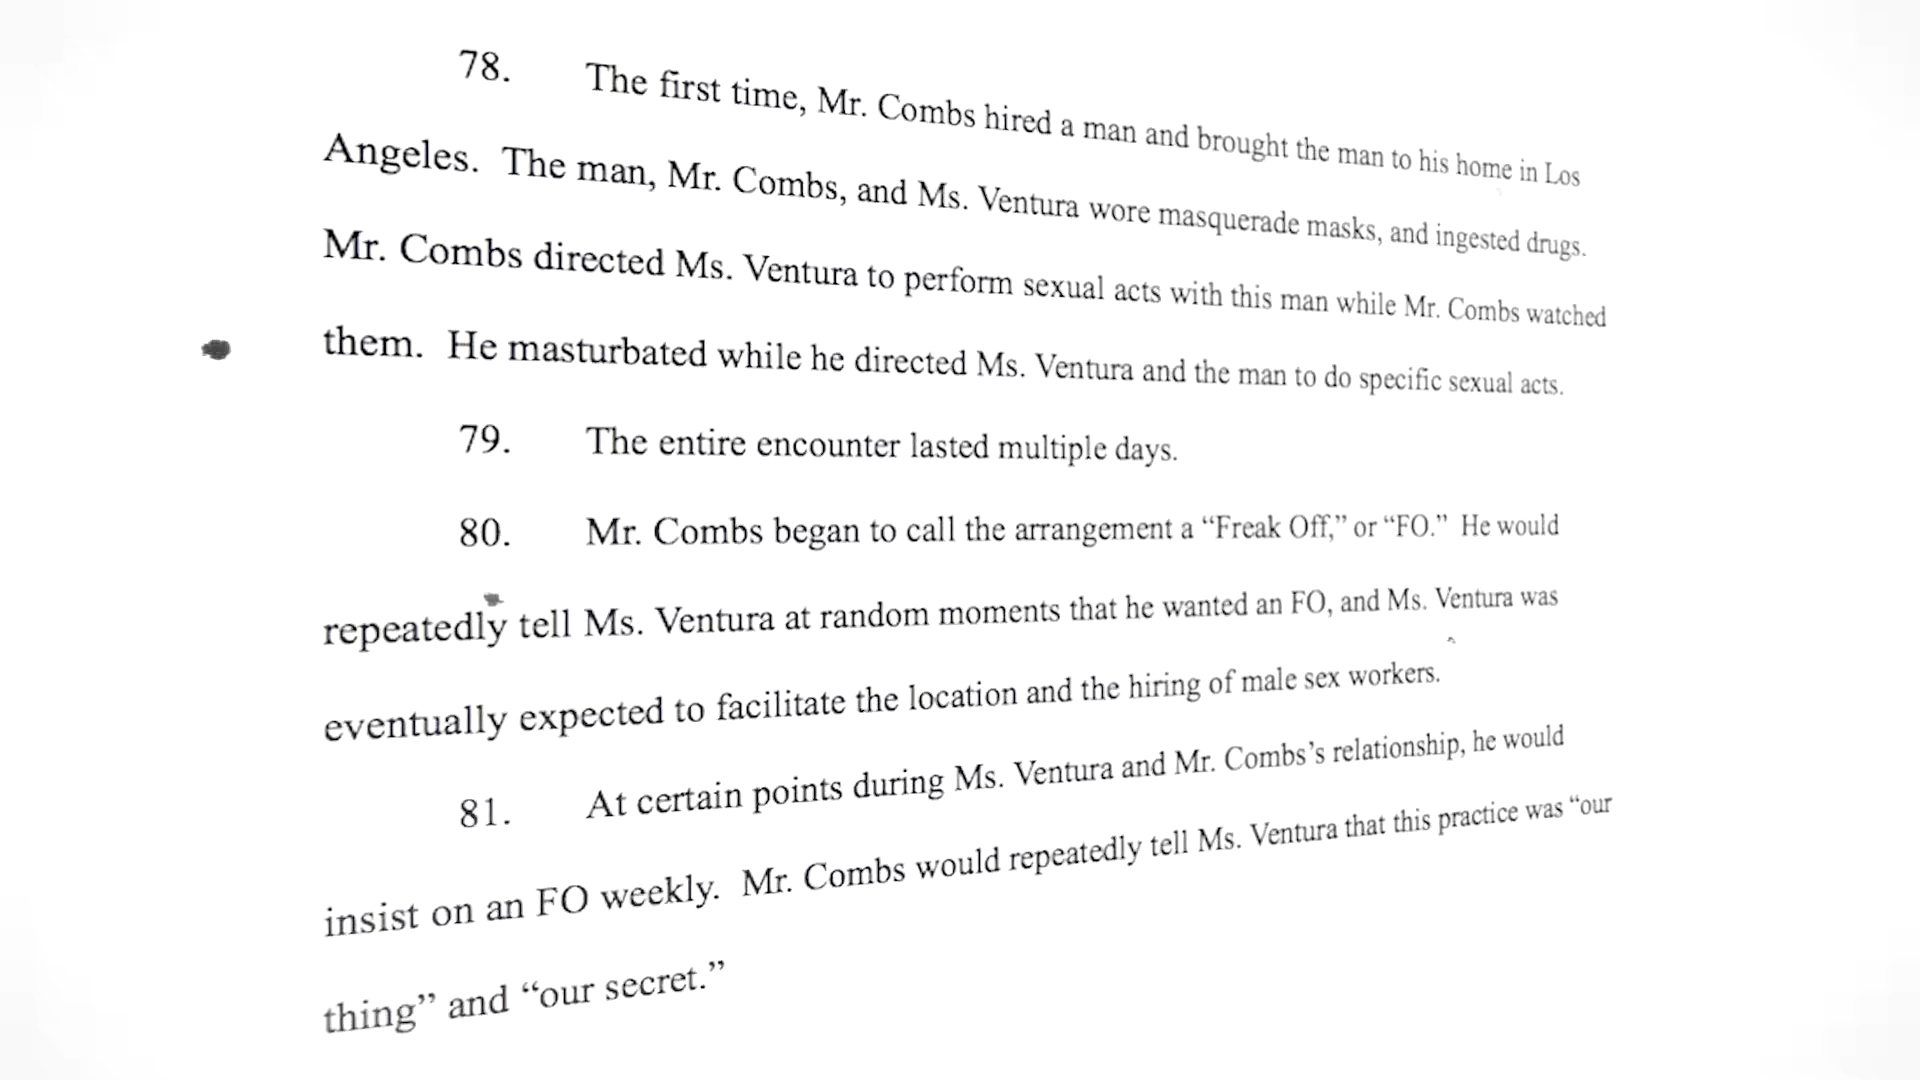 78. The first time, Mr. Combs hired a man and brought the man to his home in Los
Angeles. The man, Mr. Combs, and Ms. Ventura wore masquerade masks, and ingested drugs.
Mr. Combs directed Ms. Ventura to perform sexual acts with this man while Mr. Combs watched
them. He masturbated while he directed Ms. Ventura and the man to do specific sexual acts.
79. The entire encounter lasted multiple days.
80. Mr. Combs began to call the arrangement a “Freak Off,” or “FO.” He would
repeatedly tell Ms. Ventura at random moments that he wanted an FO, and Ms. Ventura was
eventually expected to facilitate the location and the hiring of male sex workers.
81. At certain points during Ms. Ventura and Mr. Combs’s relationship, he would
insist on an FO weekly. Mr. Combs would repeatedly tell Ms. Ventura that this practice was “our
thing” and “our secret.”